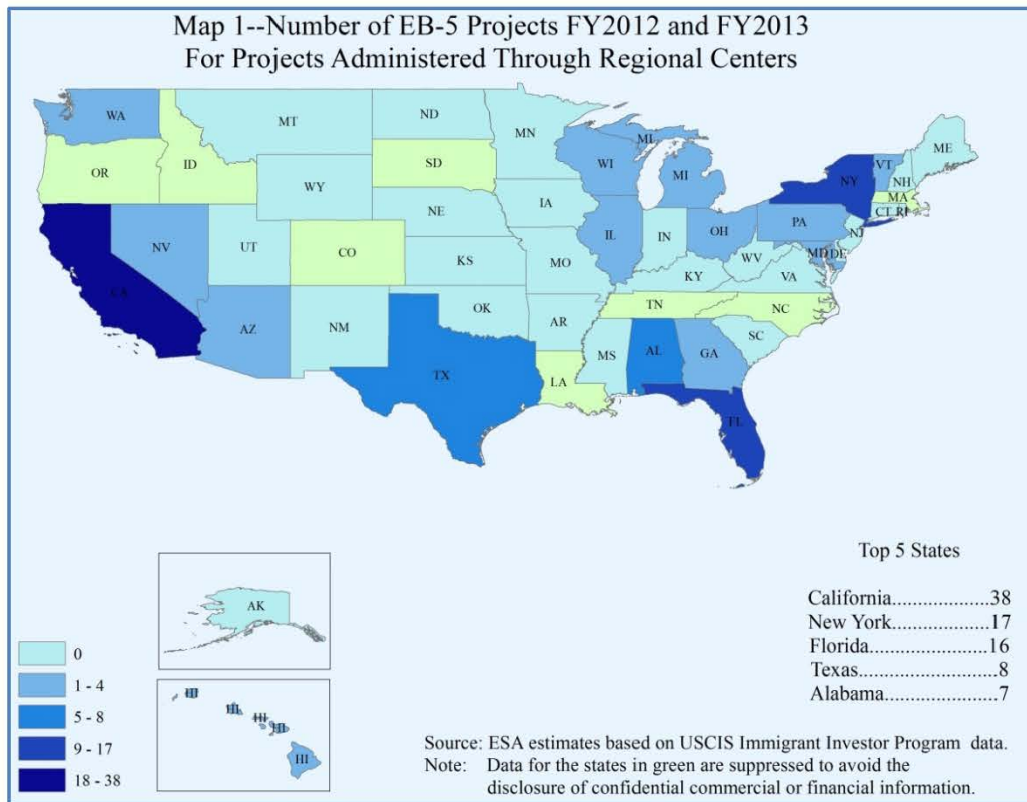 Map 1--Number of EB-5 Projects FY2012 and FY2013
For Projects Administered Through Regional Centers
WA
MT
ND
MN
ME
OR
ID
SD
WI
MI
MI
VT
NH
NY
MA
CT
RI
WY
NE
IA
NV
UT
CO
KS
MO
IL
IN
OH
PA
NJ
MD
DE
WV
VA
KY
CA
AZ
NM
OK
AR
TN
NC
SC
TX
LA
MS
AL
GA
FL
AK
HI
HI
HI
HI
HI
Top 5 States
California....................38
New York...................17
Florida.........................16
Texas.............................8
Alabama........................7
0
1 - 4
5 - 8
9 - 17
18 - 38
Source: ESA estimates based on USCIS Immigrant Investor Program data.
Note: Data for the states in green are suppressed to avoid the
disclosure of confidential commercial or financial information.